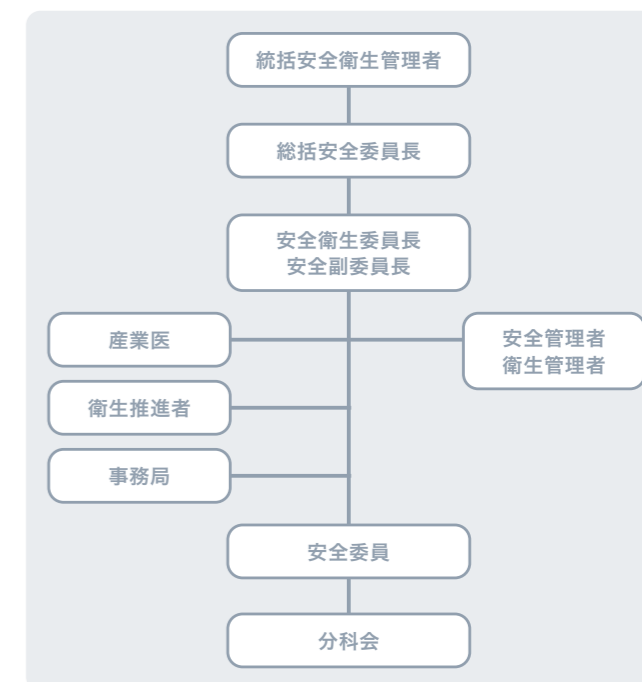 統括安全衛生管理者
総括安全委員長
安全衛生委員長
安全副委員長
産業医
安全管理者
衛生管理者
衛生推進者
事務局
安全委員
分科会